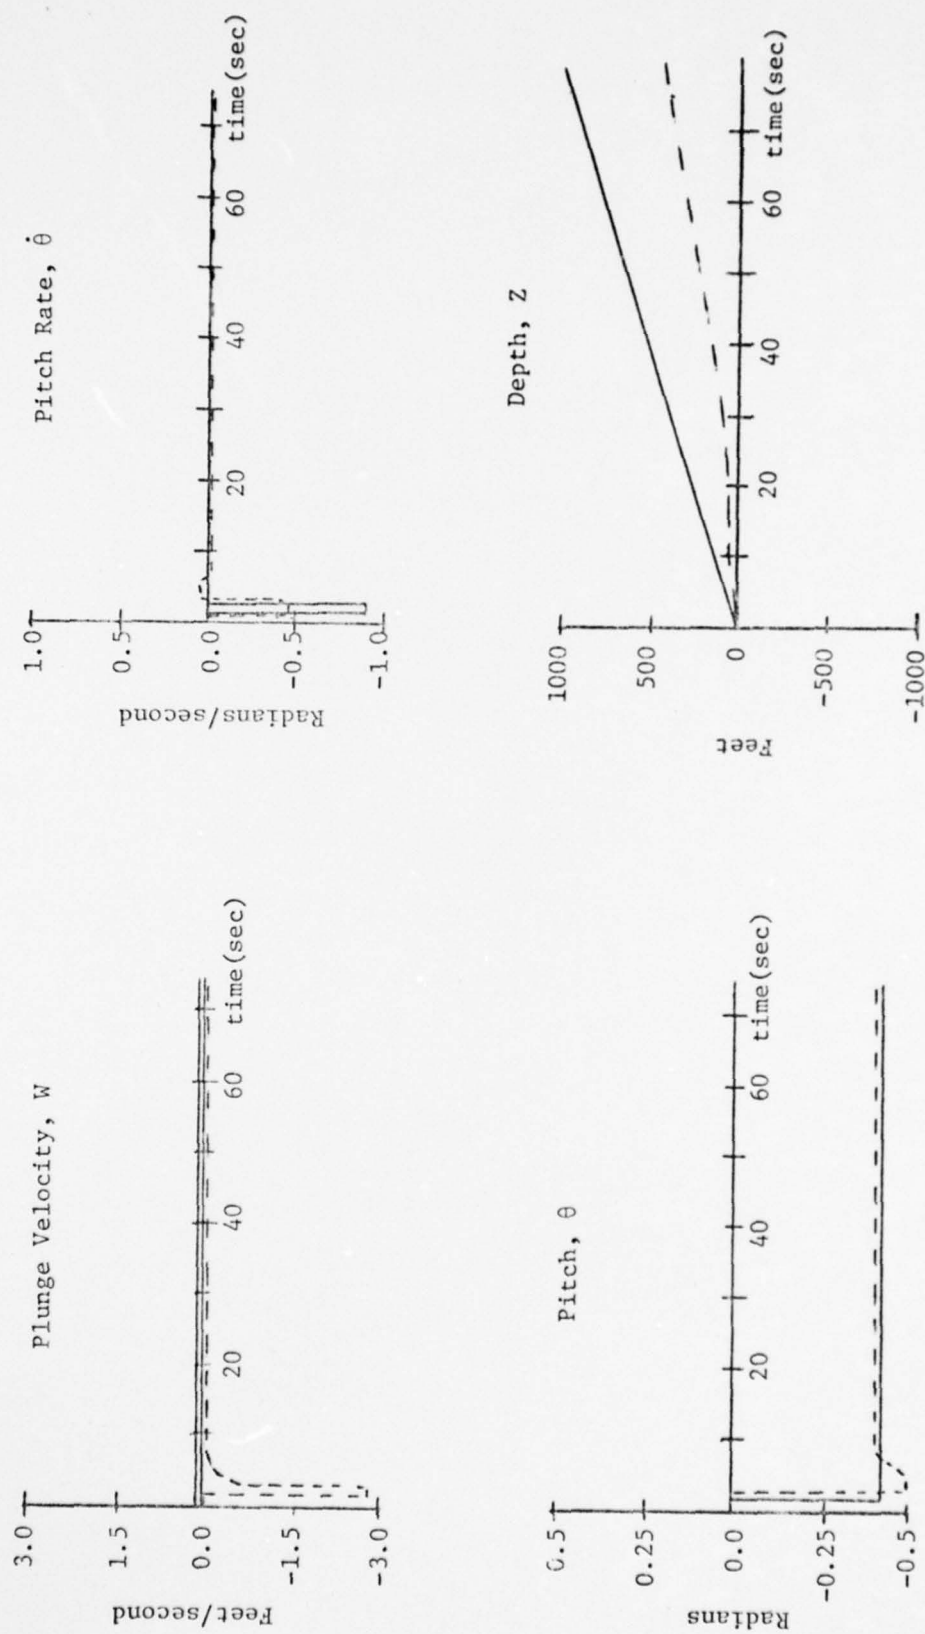 Plunge Velocity, W
3.0
1.5
0.0
-1.5
-3.0
Feet/second
20
40
60
time(sec)
Pitch Rate, θ̇
1.0
0.5
0.0
-0.5
-1.0
Radians/second
20
40
60
time(sec)
Pitch, θ
0.5
0.25
0.0
-0.25
-0.5
Radians
20
40
60
time(sec)
Depth, Z
1000
500
0
-500
-1000
Feet
20
40
60
time(sec)